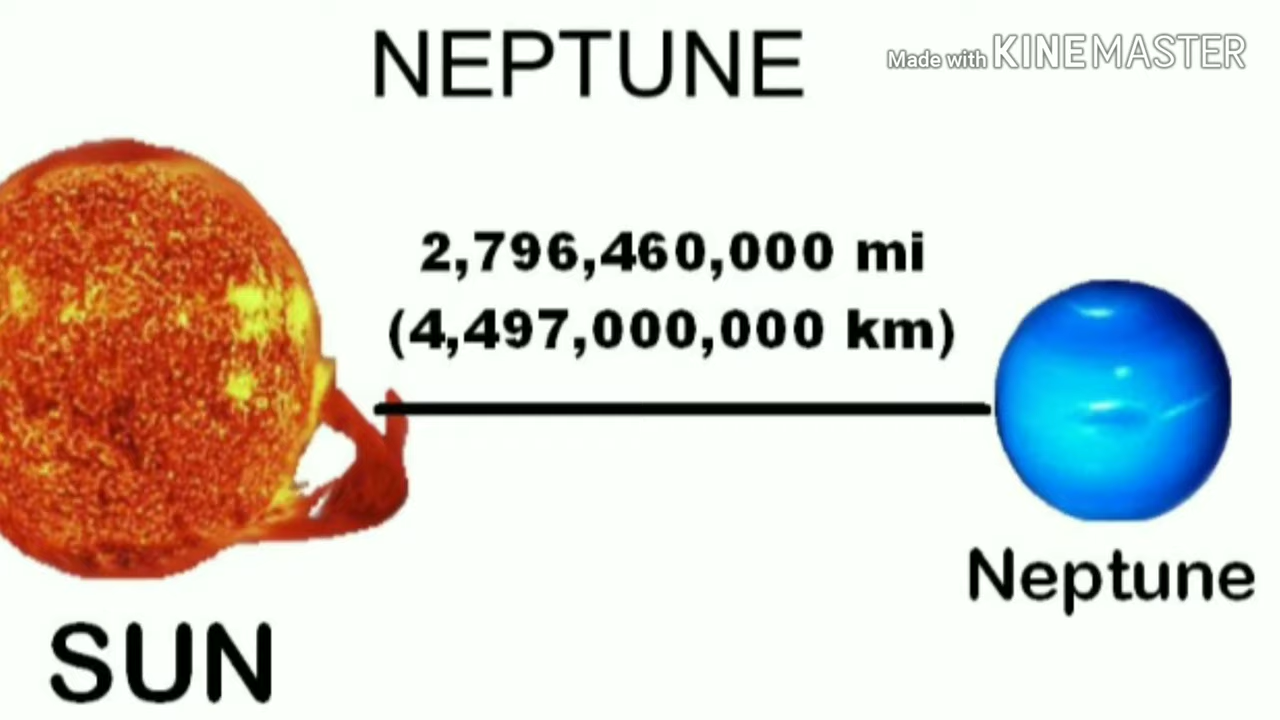 NEPTUNE
Made with KINEMASTER
2,796,460,000 mi
(4,497,000,000 km)
Neptune
SUN